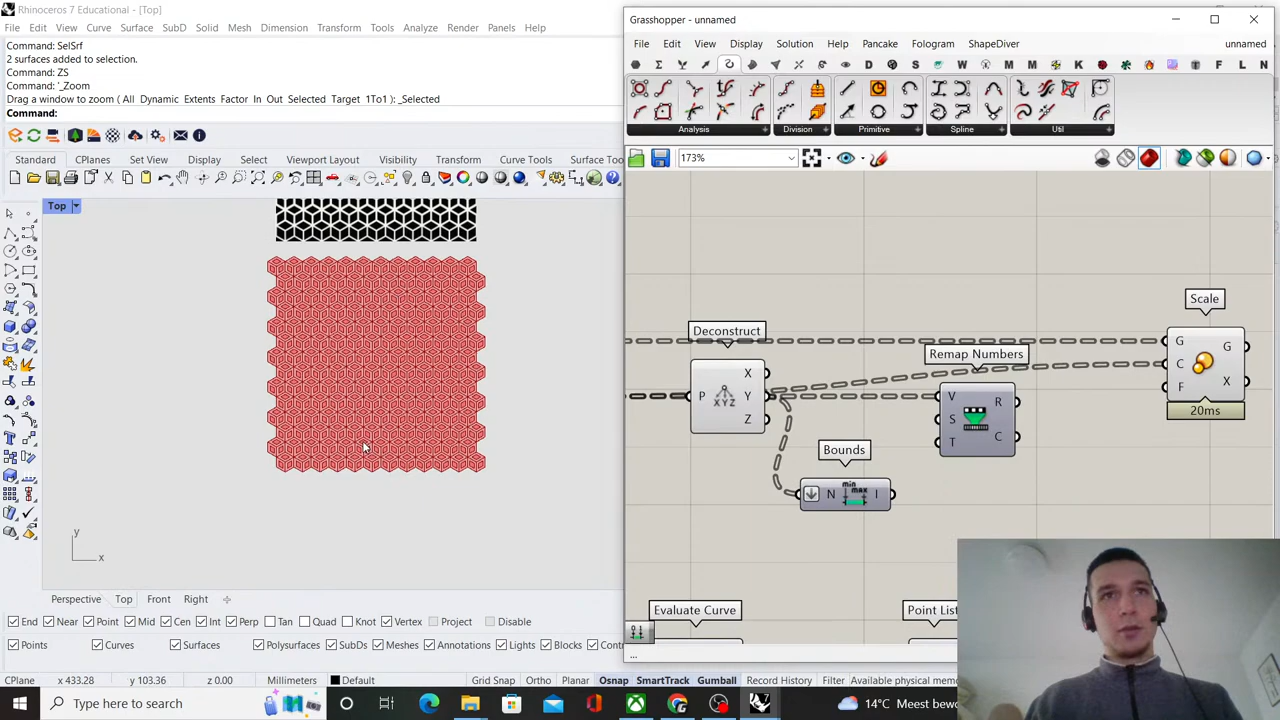 Rhinoceros 7 Educational - [Top]
File Edit View Curve Surface SubD Solid Mesh Dimension Transform Tools Analyze Render Panels Help
Command: SelSrf
2 surfaces added to selection.
Command: ZS
Command: '_Zoom
Drag a window to zoom ( All Dynamic Extents Factor In Out Selected Target 1To1 ): _Selected
Command:
Standard CPlanes Set View Display Select Viewport Layout Visibility Transform Curve Tools Surface Too
Top
y
x
Perspective Top Front Right
End Near Point Mid Cen Int Perp Tan Quad Knot Vertex Project Disable
Points Curves Surfaces Polysurfaces SubDs Meshes Annotations Lights Blocks Cont
CPlane x 433.28 y 103.36 z 0.00 Millimeters Default Grid Snap Ortho Planar Osnap SmartTrack Gumball Record History Filter Available physical mem
Grasshopper - unnamed
File Edit View Display Solution Help Pancake Fologram ShapeDiver unnamed
Σ D S W M M K R F L N
Analysis Division Primitive Spline Util
173%
Scale
Deconstruct
Remap Numbers
G G
C
F X
20ms
X
P XYZ Y
Z
V R
S
C
T
Bounds
min
N max I
Evaluate Curve Point List
...
Type here to search
14°C Meest bewo